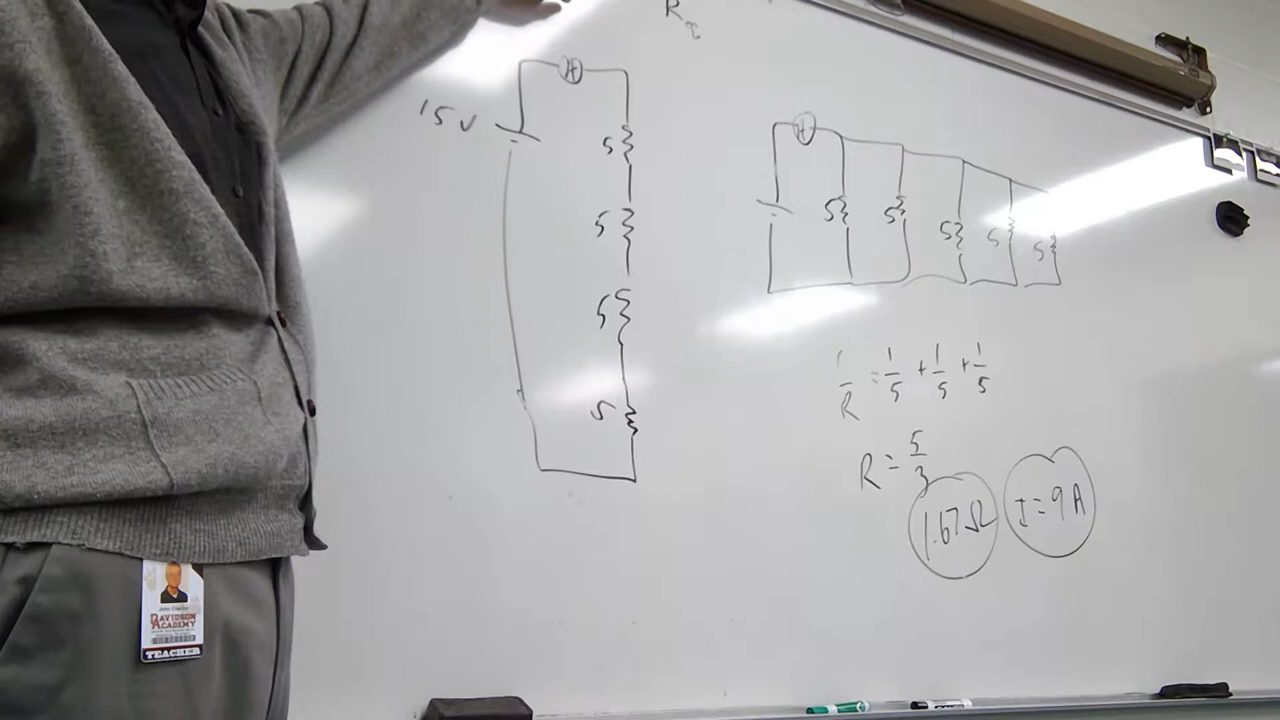 R
15 V
5
5
5
5
5
5
5
5
5
1/R = 1/5 + 1/5 + 1/5
R = 5/3
1.67 Ω
I = 9 A
DAVIDSON
ACADEMY
TEACHER